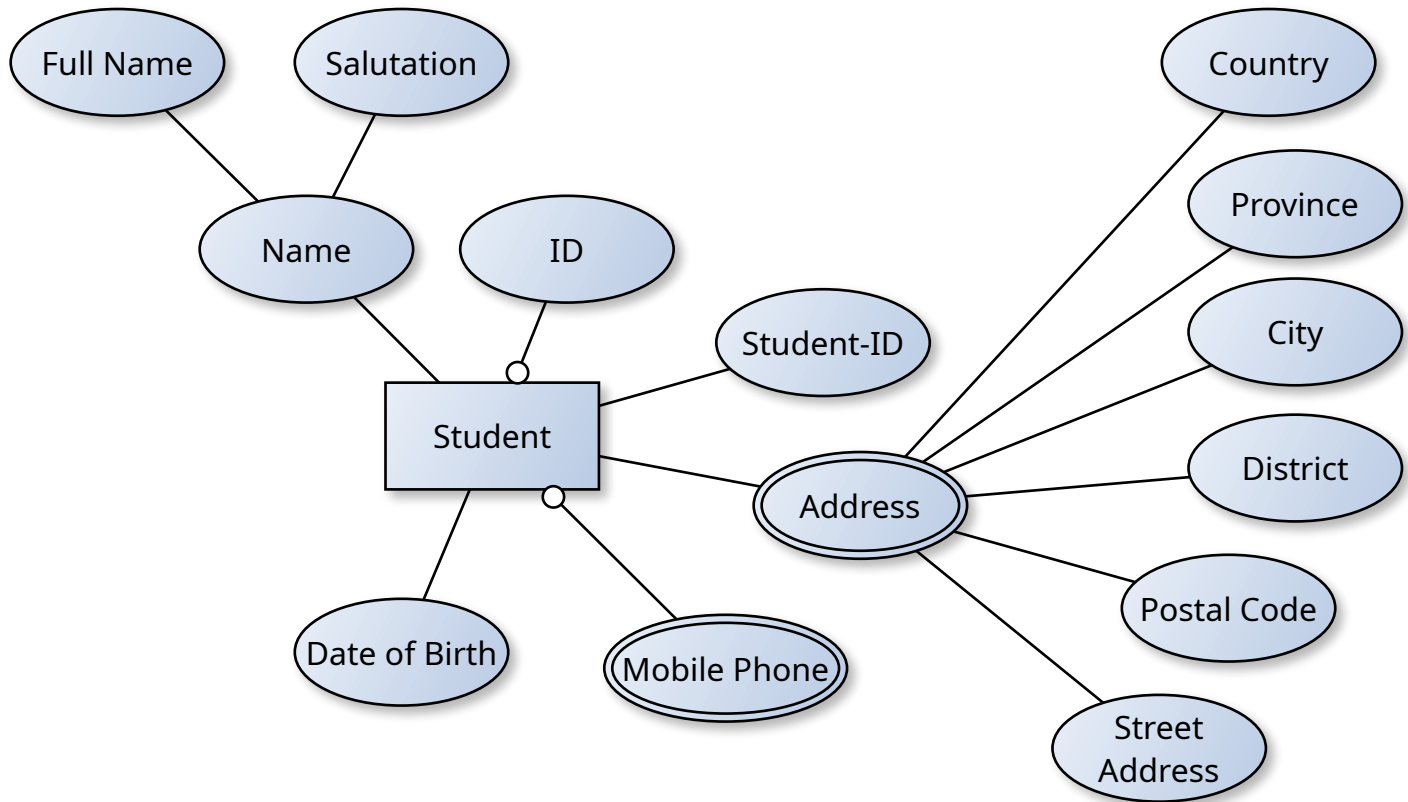 Full Name
Salutation
Country
Province
Name
ID
City
Student-ID
Student
District
Address
Postal Code
Date of Birth
Mobile Phone
Street
Address